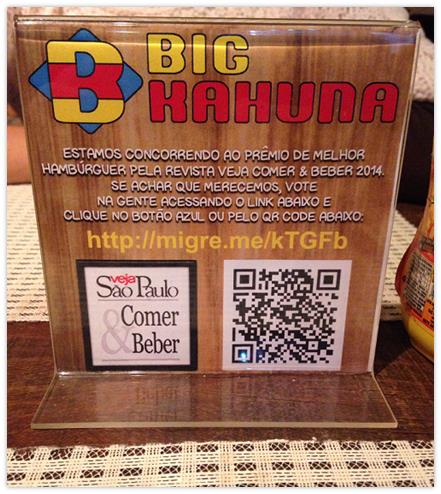 BIG
KAHUNA
ESTAMOS CONCORRENDO AO PRÊMIO DE MELHOR
HAMBÚRGUER PELA REVISTA VEJA COMER & BEBER 2014.
SE ACHAR QUE MERECEMOS, VOTE
NA GENTE ACESSANDO O LINK ABAIXO E
CLIQUE NO BOTÃO AZUL OU PELO QR CODE ABAIXO:
http://migre.me/kTGFb
veja
São Paulo
Comer
& Beber